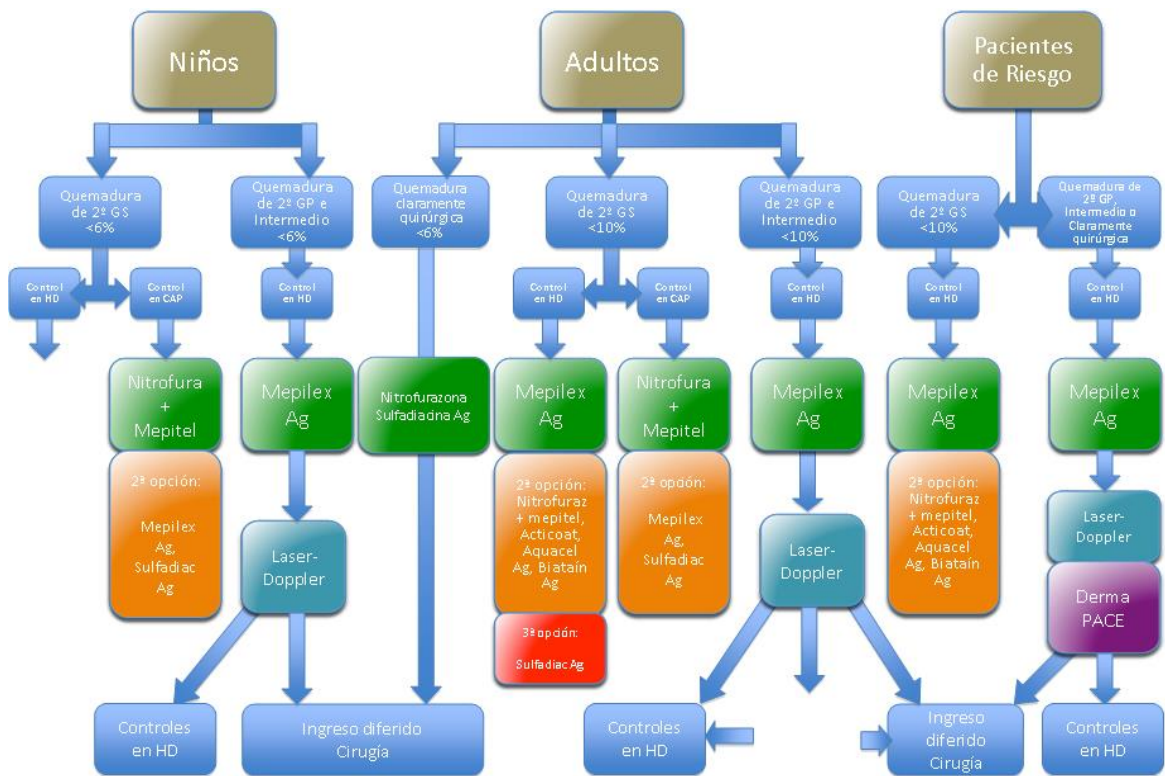 Niños
Adultos
Pacientes
de Riesgo
Quemadura
de 2º GS
<6%
Quemadura
de 2º GP e
Intermedio
<6%
Quemadura
claramente
quirúrgica
<6%
Quemadura
de 2º GS
<10%
Quemadura
de 2º GP e
Intermedio
<10%
Quemadura
de 2º GS
<10%
Quemadura de
2º GP,
Intermedio o
Claramente
quirúrgica
Control
en HD
Control
en CAP
Control
en HD
Control
en HD
Control
en CAP
Control
en HD
Control
en HD
Control
en HD
Nitrofura
+
Mepitel
Mepilex
Ag
Nitrofurazona
Sulfadiacina Ag
Mepilex
Ag
Nitrofura
+
Mepitel
Mepilex
Ag
Mepilex
Ag
Mepilex
Ag
2ª opción:
Mepilex
Ag,
Sulfadiac
Ag
2ª opción:
Nitrofuraz
+ mepitel,
Acticoat,
Aquacel
Ag, Biataín
Ag
2ª opción:
Mepilex
Ag,
Sulfadiac
Ag
2ª opción:
Nitrofuraz
+ mepitel,
Acticoat,
Aquacel
Ag, Biataín
Ag
Laser-
Doppler
Laser-
Doppler
Laser-
Doppler
Derma
PACE
3ª opción:
Sulfadiac Ag
Controles
en HD
Ingreso diferido
Cirugía
Controles
en HD
Ingreso
diferido
Cirugía
Controles
en HD